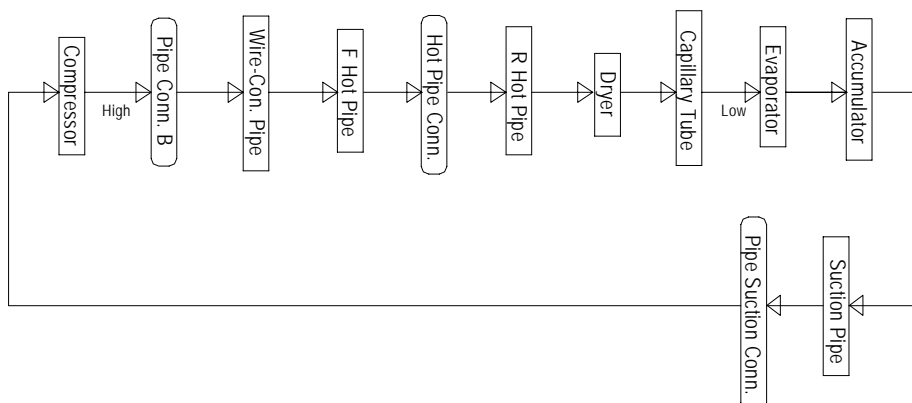 Compressor
High
Pipe Conn. B
Wire-Con. Pipe
F Hot Pipe
Hot Pipe Conn.
R Hot Pipe
Dryer
Capillary Tube
Low
Evaporator
Accumulator
Pipe Suction Conn.
Suction Pipe